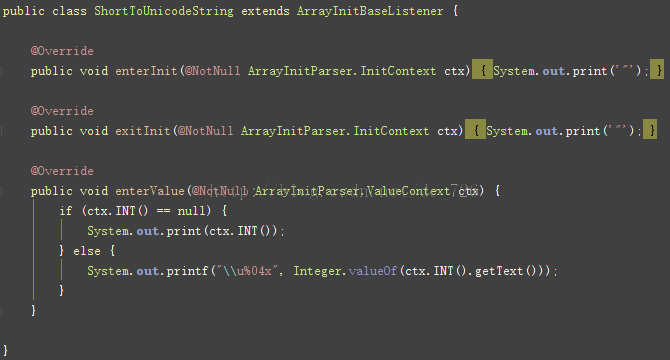 public class ShortToUnicodeString extends ArrayInitBaseListener {
@Override
public void enterInit(@NotNull ArrayInitParser.InitContext ctx) { System.out.print('"'); }
@Override
public void exitInit(@NotNull ArrayInitParser.InitContext ctx) { System.out.print('"'); }
@Override
public void enterValue(@NotNull ArrayInitParser.ValueContext ctx) {
if (ctx.INT() == null) {
System.out.print(ctx.INT());
} else {
System.out.printf("\\u%04x", Integer.valueOf(ctx.INT().getText()));
}
}
}